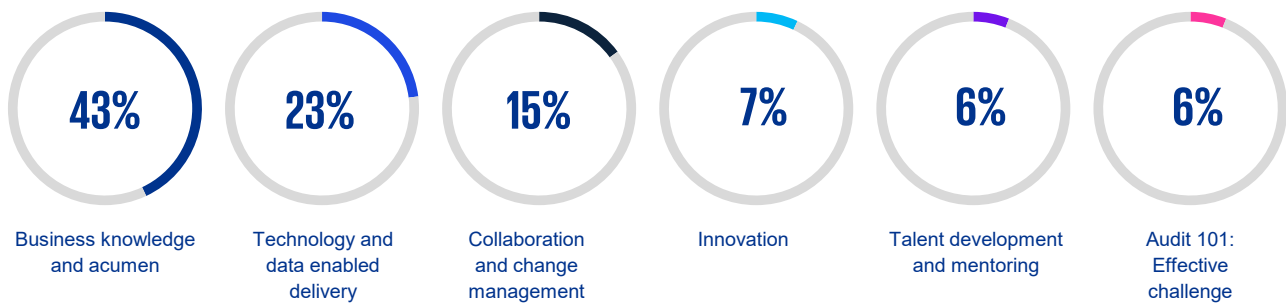 43%
23%
15%
7%
6%
6%
Business knowledge
and acumen
Technology and
data enabled
delivery
Collaboration
and change
management
Innovation
Talent development
and mentoring
Audit 101:
Effective
challenge